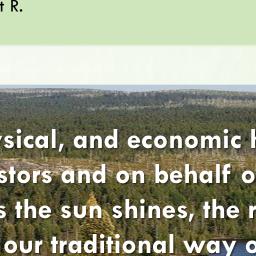 t R.
ysical, and economic h
stors and on behalf o
s the sun shines, the r
our traditional way o